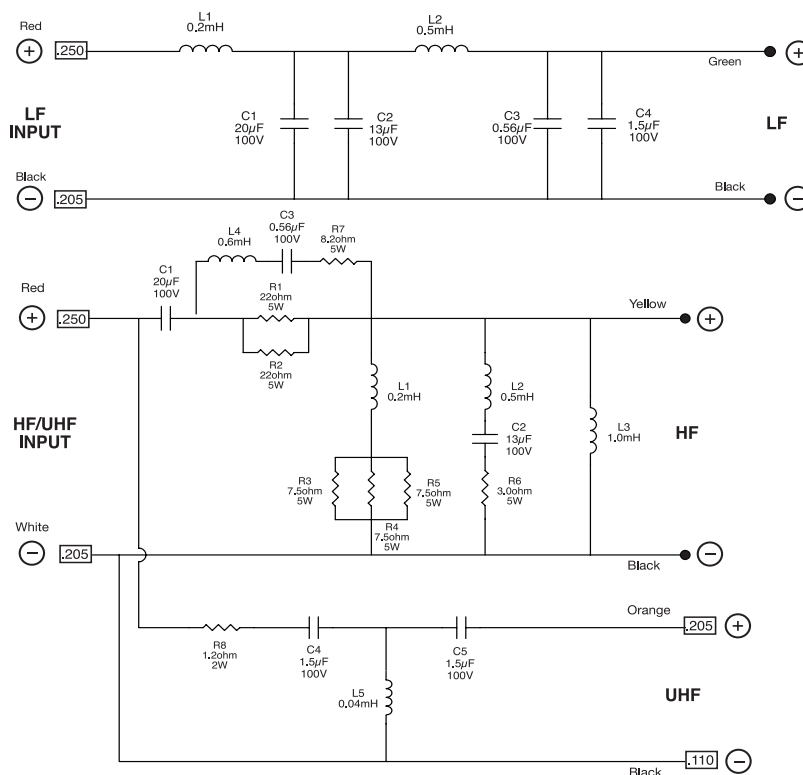 L1
0.2mH
L2
0.5mH
Red
+
.250
Green
+
LF
INPUT
C1
20µF
100V
C2
13µF
100V
C3
0.56µF
100V
C4
1.5µF
100V
LF
Black
−
.205
Black
−
C3
0.56µF
100V
R7
8.2ohm
5W
L4
0.6mH
C1
20µF
100V
R1
22ohm
5W
Red
+
.250
Yellow
+
R2
22ohm
5W
L1
0.2mH
L2
0.5mH
C2
13µF
100V
L3
1.0mH
HF/UHF
INPUT
HF
R3
7.5ohm
5W
R5
7.5ohm
5W
R6
3.0ohm
5W
R4
7.5ohm
5W
White
−
.205
Black
−
Orange
.205
+
R8
1.2ohm
2W
C4
1.5µF
100V
C5
1.5µF
100V
L5
0.04mH
UHF
Black
.110
−